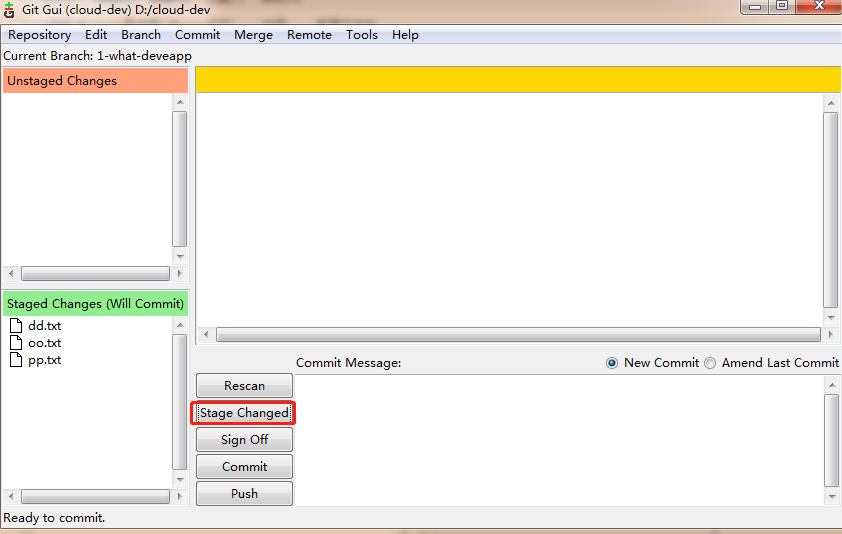 Git Gui (cloud-dev) D:/cloud-dev
Repository Edit Branch Commit Merge Remote Tools Help
Current Branch: 1-what-deveapp
Unstaged Changes
Staged Changes (Will Commit)
dd.txt
oo.txt
pp.txt
Commit Message:
New Commit
Amend Last Commit
Rescan
Stage Changed
Sign Off
Commit
Push
Ready to commit.